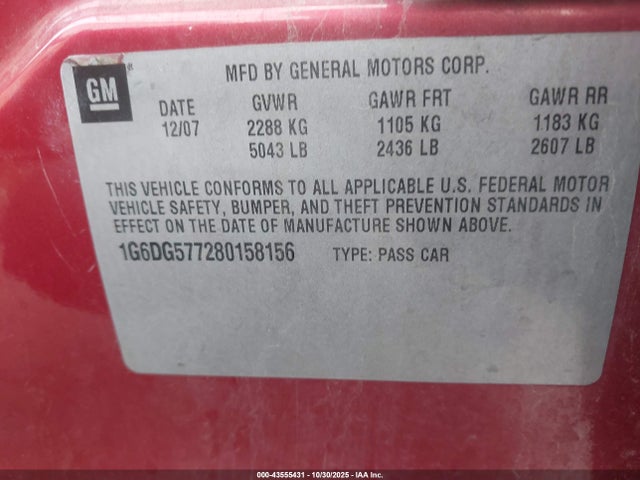 GM ®
MFD BY GENERAL MOTORS CORP.
DATE GVWR GAWR FRT GAWR RR
12/07 2288 KG 1105 KG 1183 KG
5043 LB 2436 LB 2607 LB
THIS VEHICLE CONFORMS TO ALL APPLICABLE U.S. FEDERAL MOTOR
VEHICLE SAFETY, BUMPER, AND THEFT PREVENTION STANDARDS IN
EFFECT ON THE DATE OF MANUFACTURE SHOWN ABOVE.
1G6DG577280158156 TYPE: PASS CAR
000-43555431 - 10/30/2025 - IAA Inc.